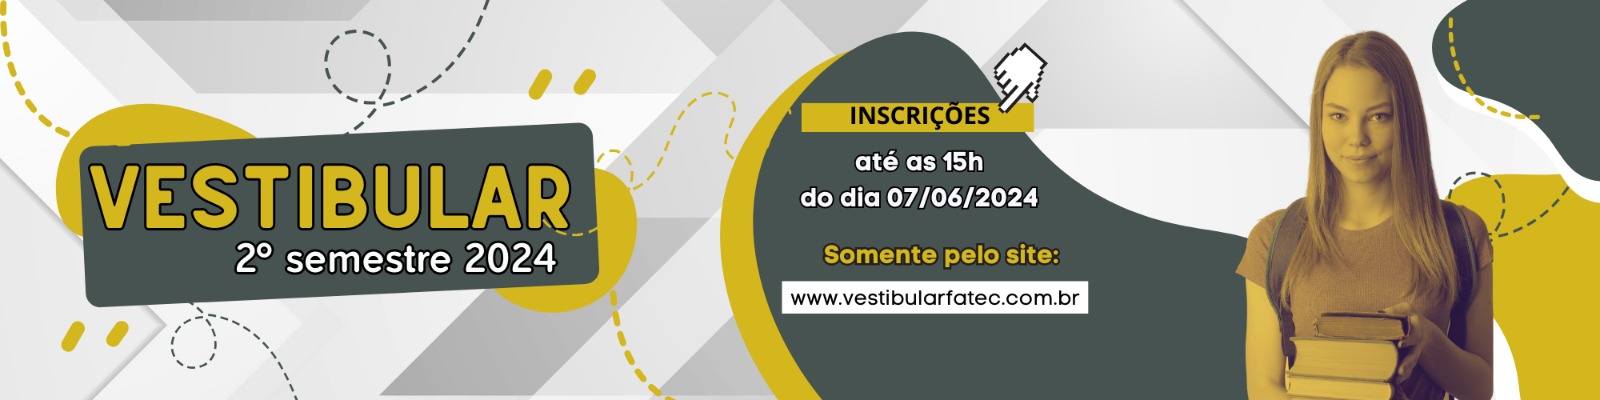 VESTIBULAR
2° semestre 2024
INSCRIÇÕES
até as 15h
do dia 07/06/2024
Somente pelo site:
www.vestibularfatec.com.br